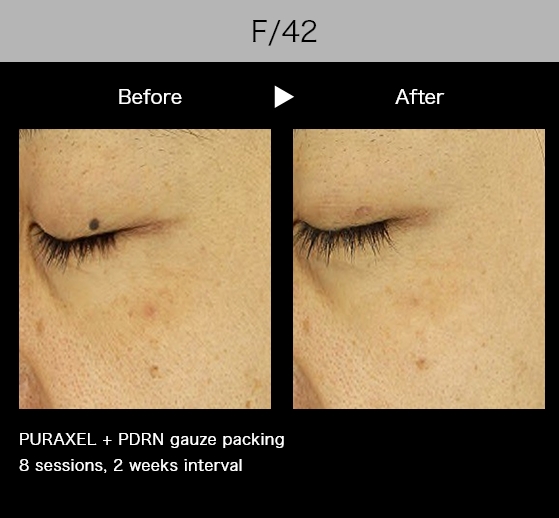 F/42
Before ▶ After
PURAXEL + PDRN gauze packing
8 sessions, 2 weeks interval